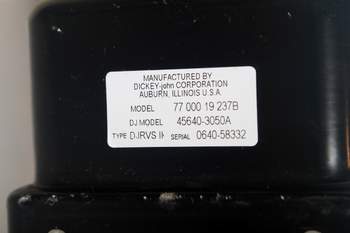 MANUFACTURED BY
DICKEY-john CORPORATION
AUBURN, ILLINOIS U.S.A.
MODEL 77 000 19 237B
DJ MODEL 45640-3050A
TYPE DJRVS II SERIAL 0640-58332